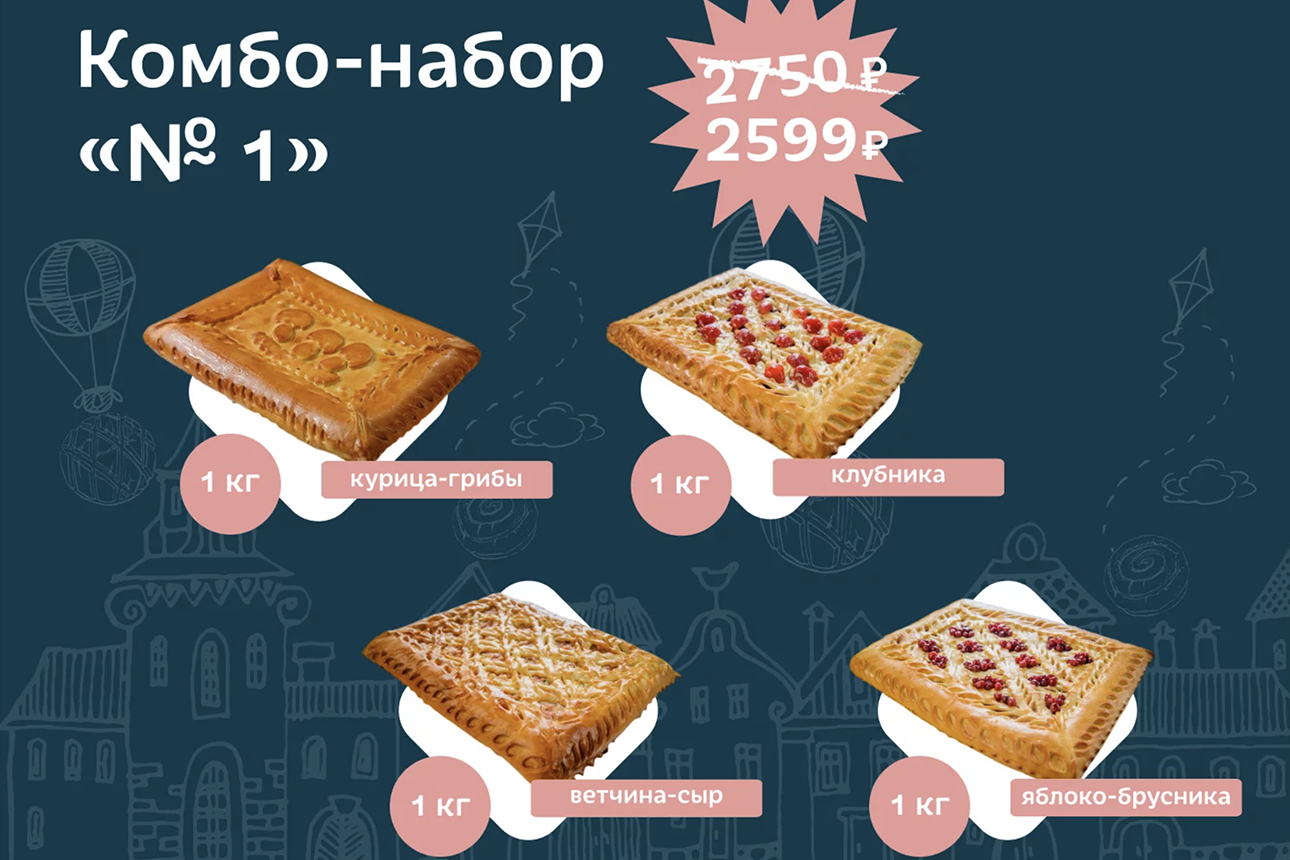 Комбо-набор
«№ 1»
2750 ₽
2599 ₽
1 кг
курица-грибы
1 кг
клубника
1 кг
ветчина-сыр
1 кг
яблоко-брусника